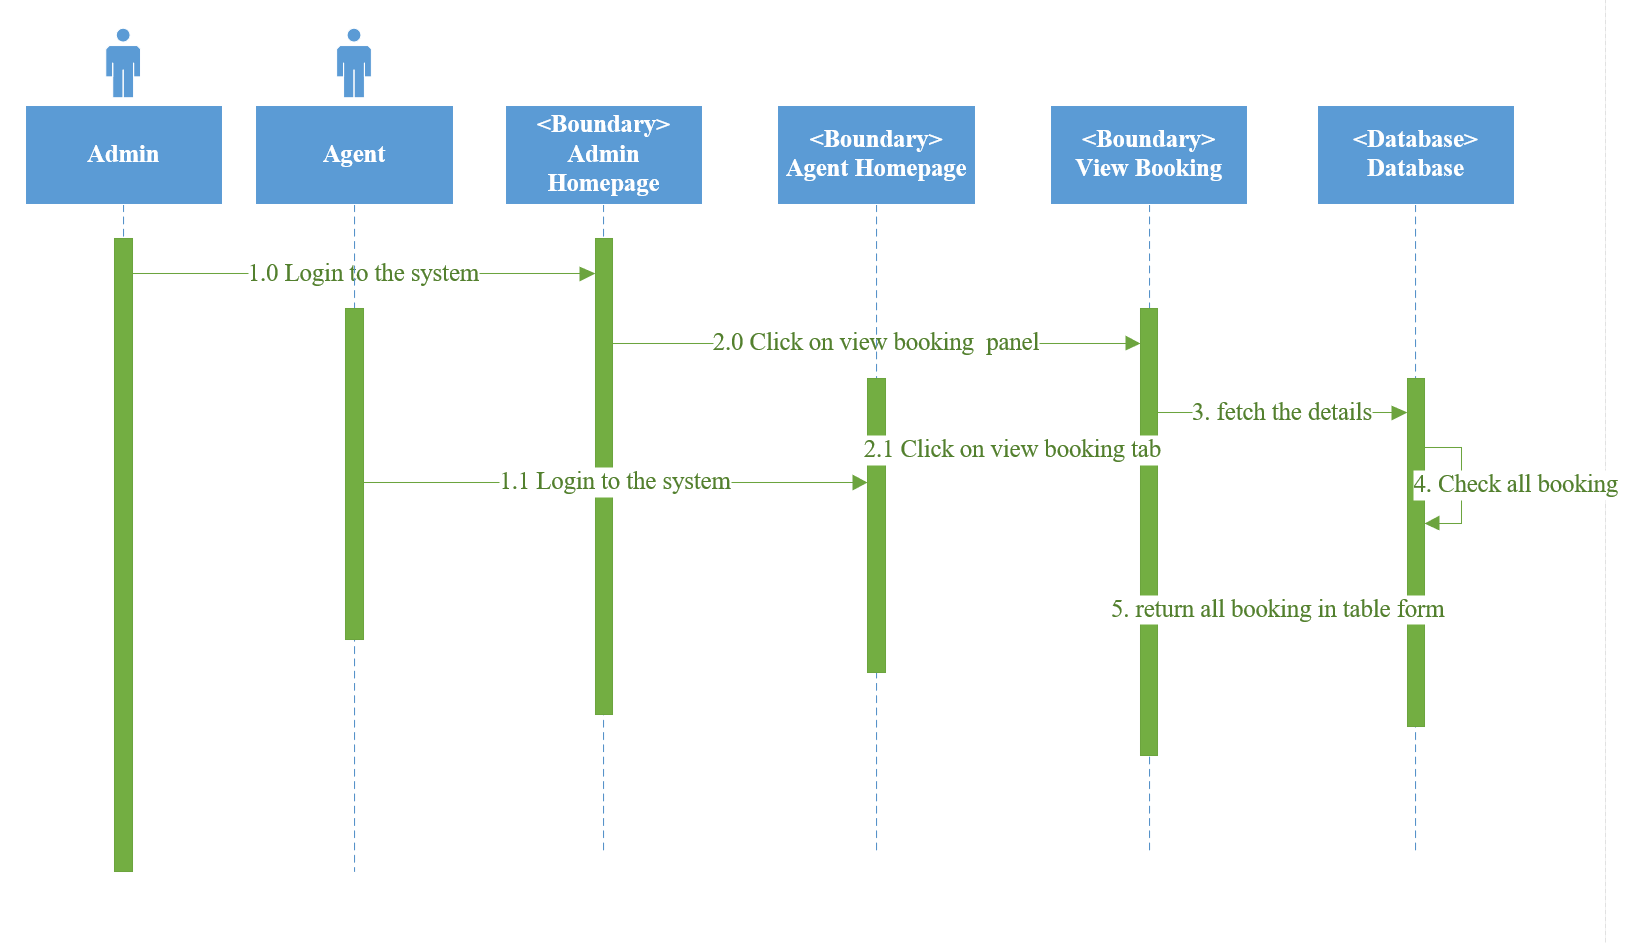 Admin
Agent
<Boundary>
Admin
Homepage
<Boundary>
Agent Homepage
<Boundary>
View Booking
<Database>
Database
1.0 Login to the system
2.0 Click on view booking  panel
3. fetch the details
2.1 Click on view booking tab
1.1 Login to the system
4. Check all booking
5. return all booking in table form